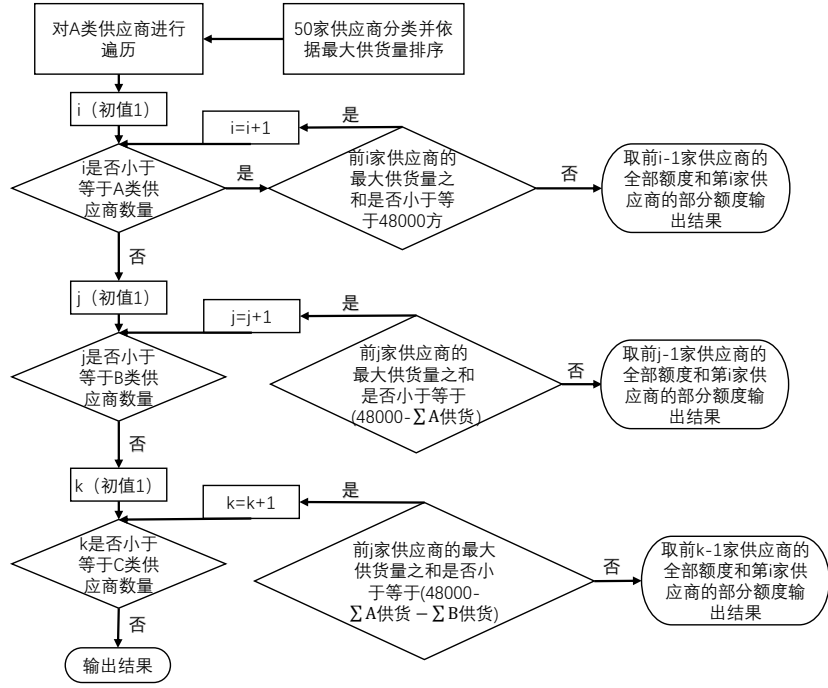 对A类供应商进行
遍历
50家供应商分类并依
据最大供货量排序
i（初值1）
i=i+1
是
i是否小于
等于A类供
应商数量
是
前i家供应商的
最大供货量之
和是否小于等
于48000方
否
取前i-1家供应商的
全部额度和第i家供
应商的部分额度输
出结果
否
j（初值1）
j=j+1
是
j是否小于
等于B类供
应商数量
前j家供应商的
最大供货量之和
是否小于等于
(48000-∑A供货)
否
取前j-1家供应商的
全部额度和第i家供
应商的部分额度输
出结果
否
k（初值1）
k=k+1
是
k是否小于
等于C类供
应商数量
前j家供应商的最大
供货量之和是否小
于等于(48000-
∑A供货 − ∑B供货)
否
取前k-1家供应商的
全部额度和第i家供
应商的部分额度输
出结果
否
输出结果